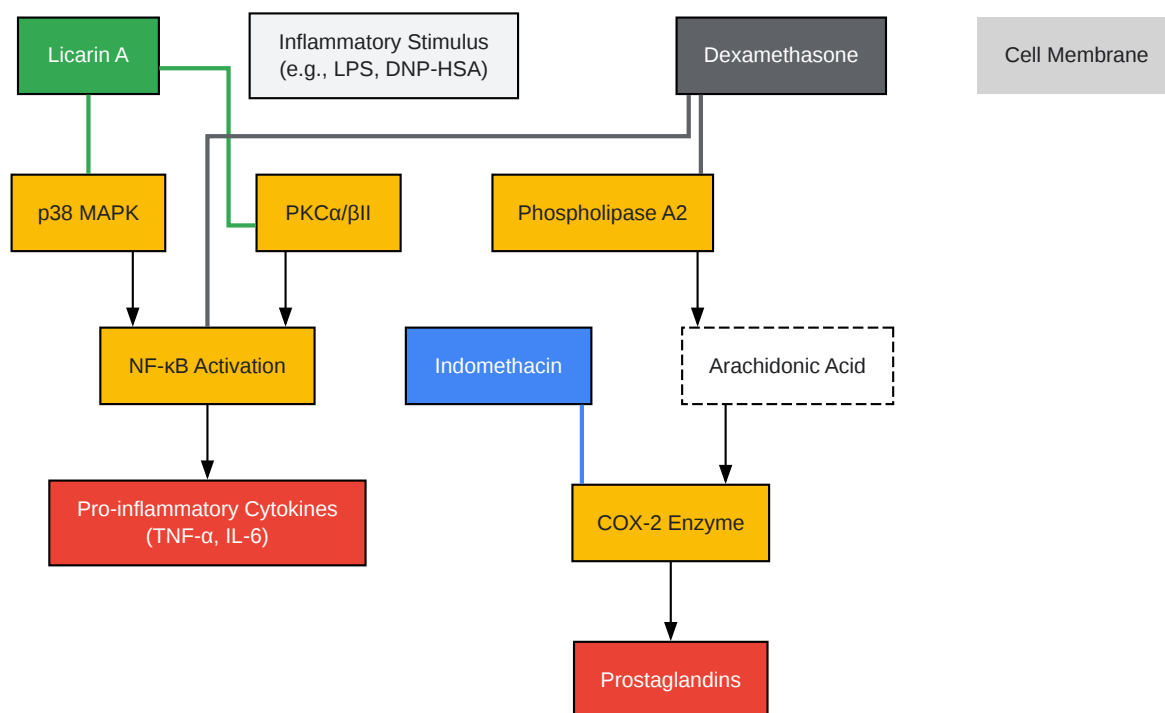 Licarin A
Inflammatory Stimulus
(e.g., LPS, DNP-HSA)
Dexamethasone
Cell Membrane
p38 MAPK
PKCα/βII
Phospholipase A2
NF-κB Activation
Indomethacin
Arachidonic Acid
Pro-inflammatory Cytokines
(TNF-α, IL-6)
COX-2 Enzyme
Prostaglandins